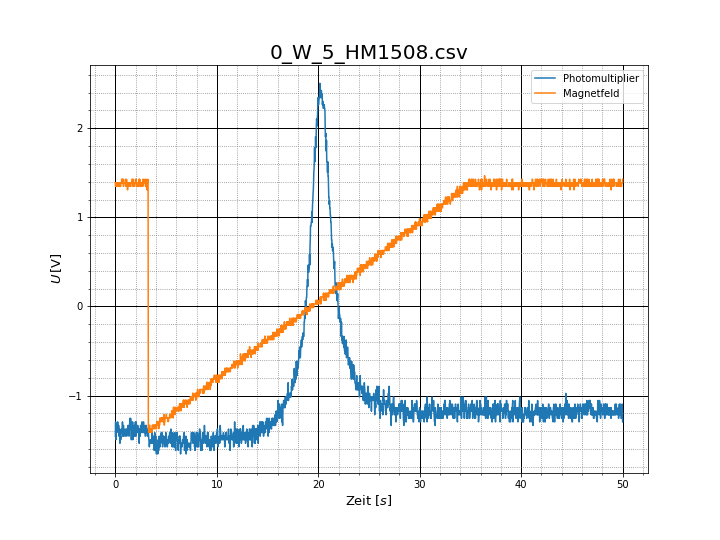 0_W_5_HM1508.csv
Photomultiplier
Magnetfeld
U [V]
2
1
0
−1
0 10 20 30 40 50
Zeit [s]